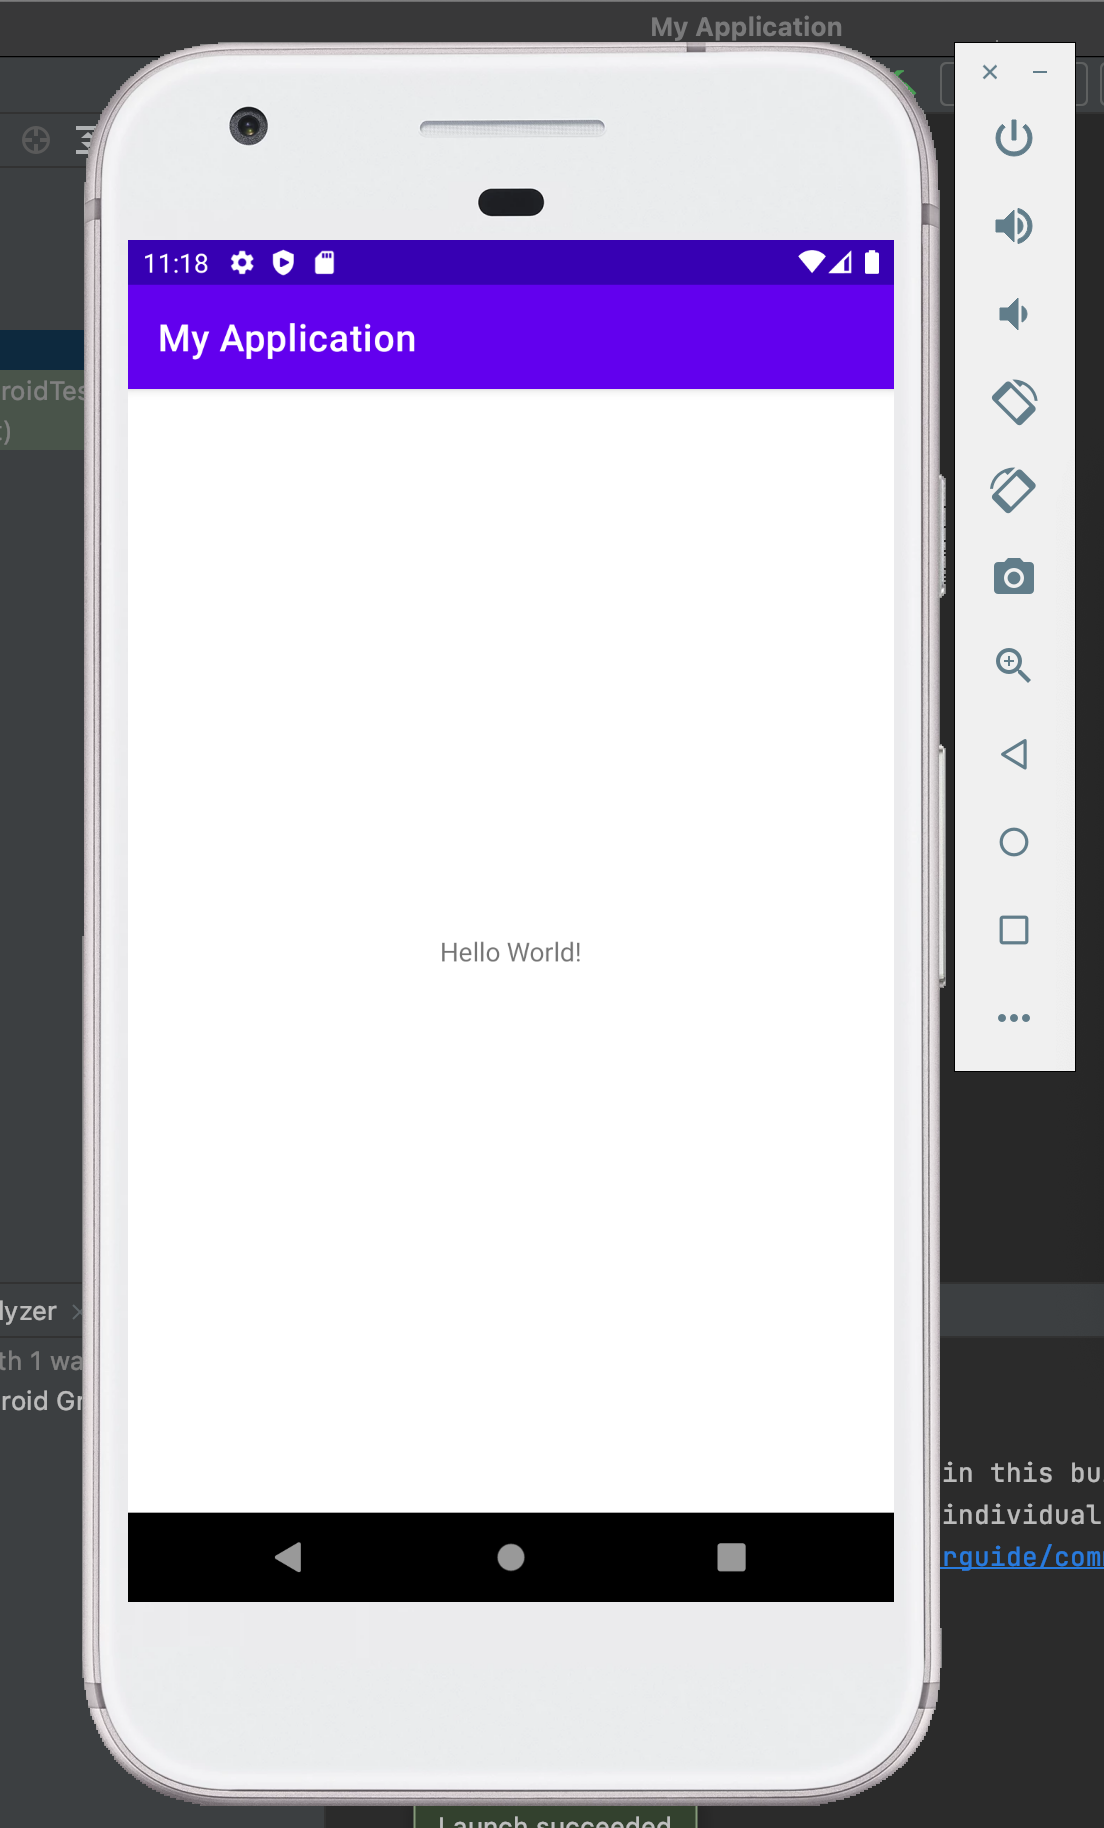 My Application
roidTes
:)
11:18
My Application
Hello World!
lyzer
th 1 wa
roid Gr
in this bu
individual
rguide/com
Launch succeeded